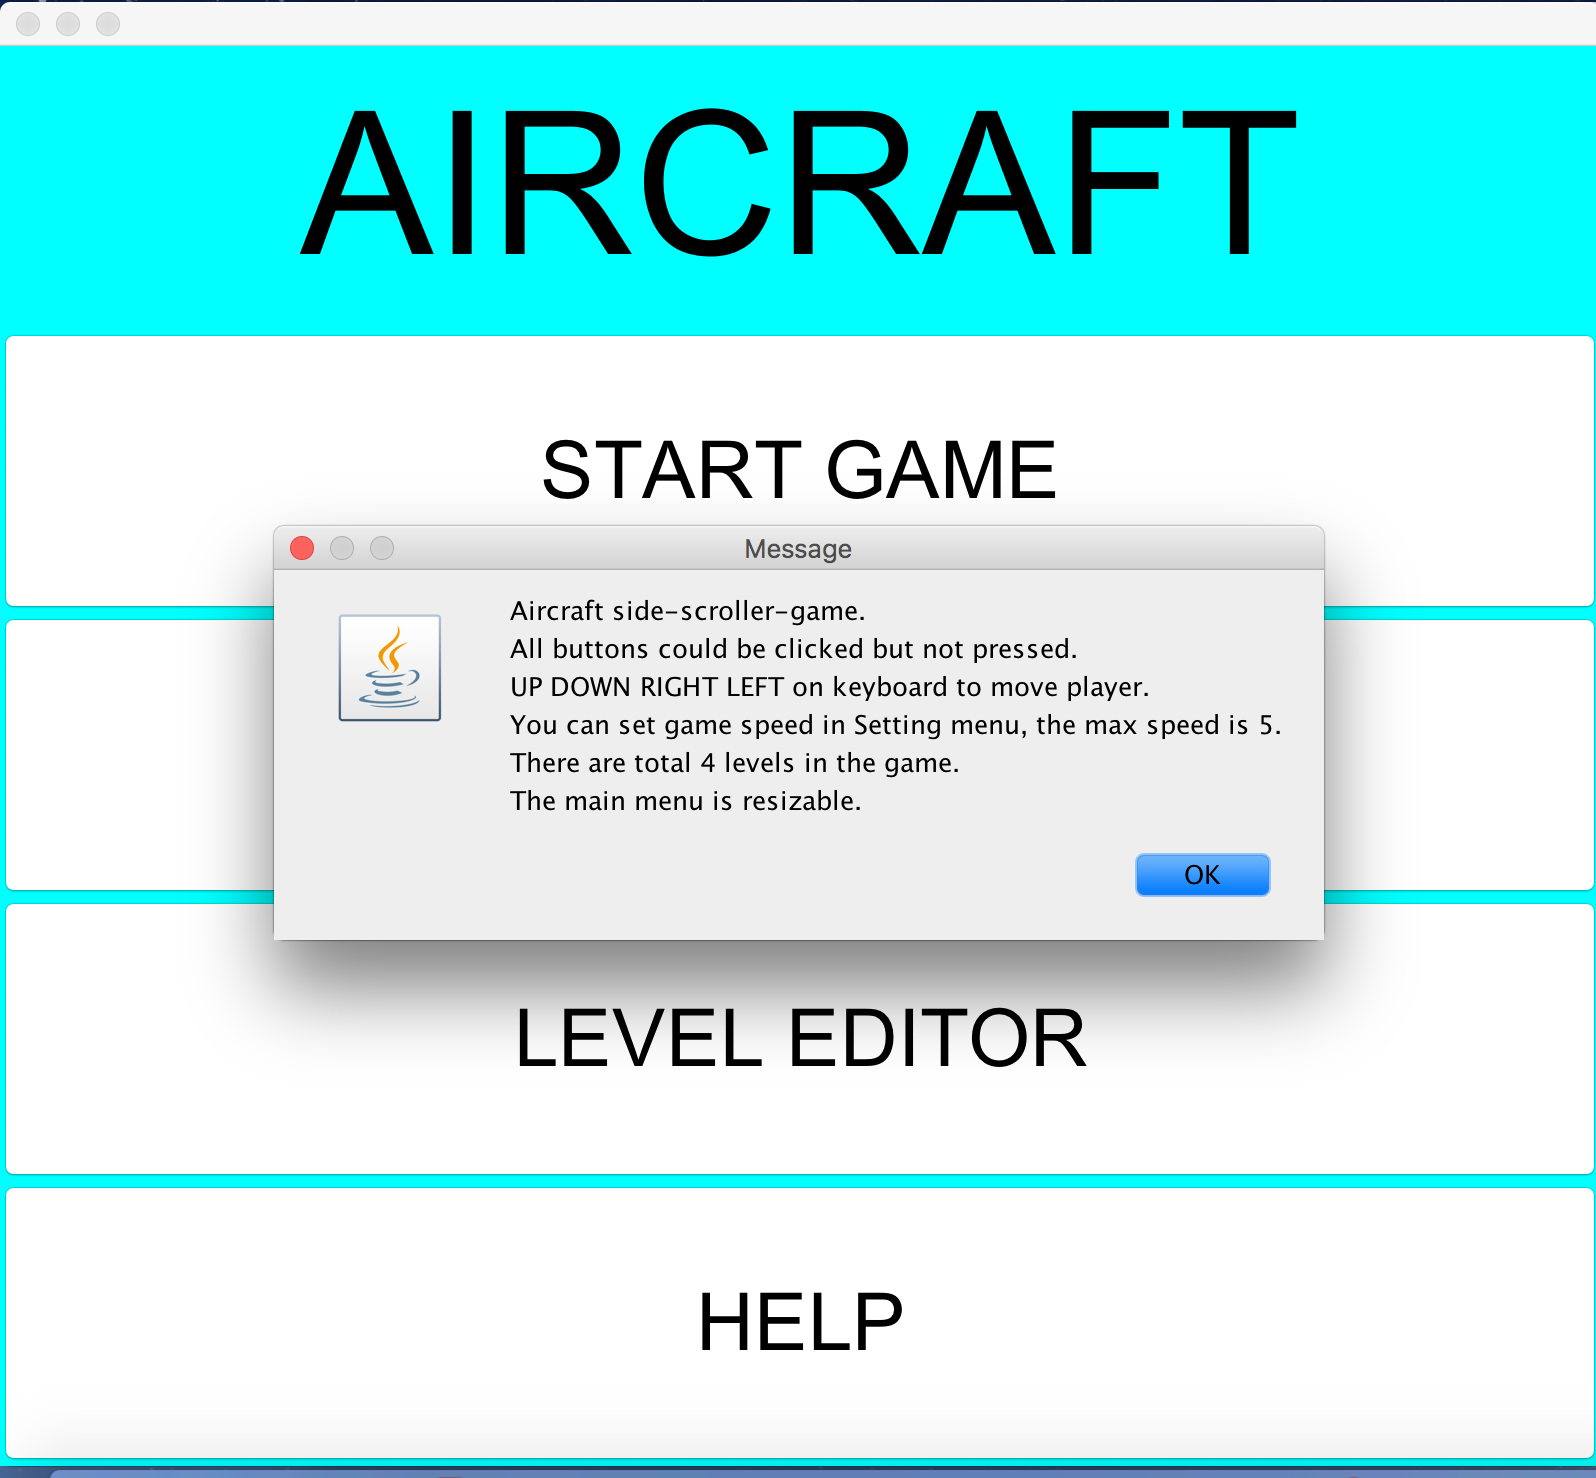 AIRCRAFT
START GAME
Message
Aircraft side-scroller-game.
All buttons could be clicked but not pressed.
UP DOWN RIGHT LEFT on keyboard to move player.
You can set game speed in Setting menu, the max speed is 5.
There are total 4 levels in the game.
The main menu is resizable.
OK
LEVEL EDITOR
HELP